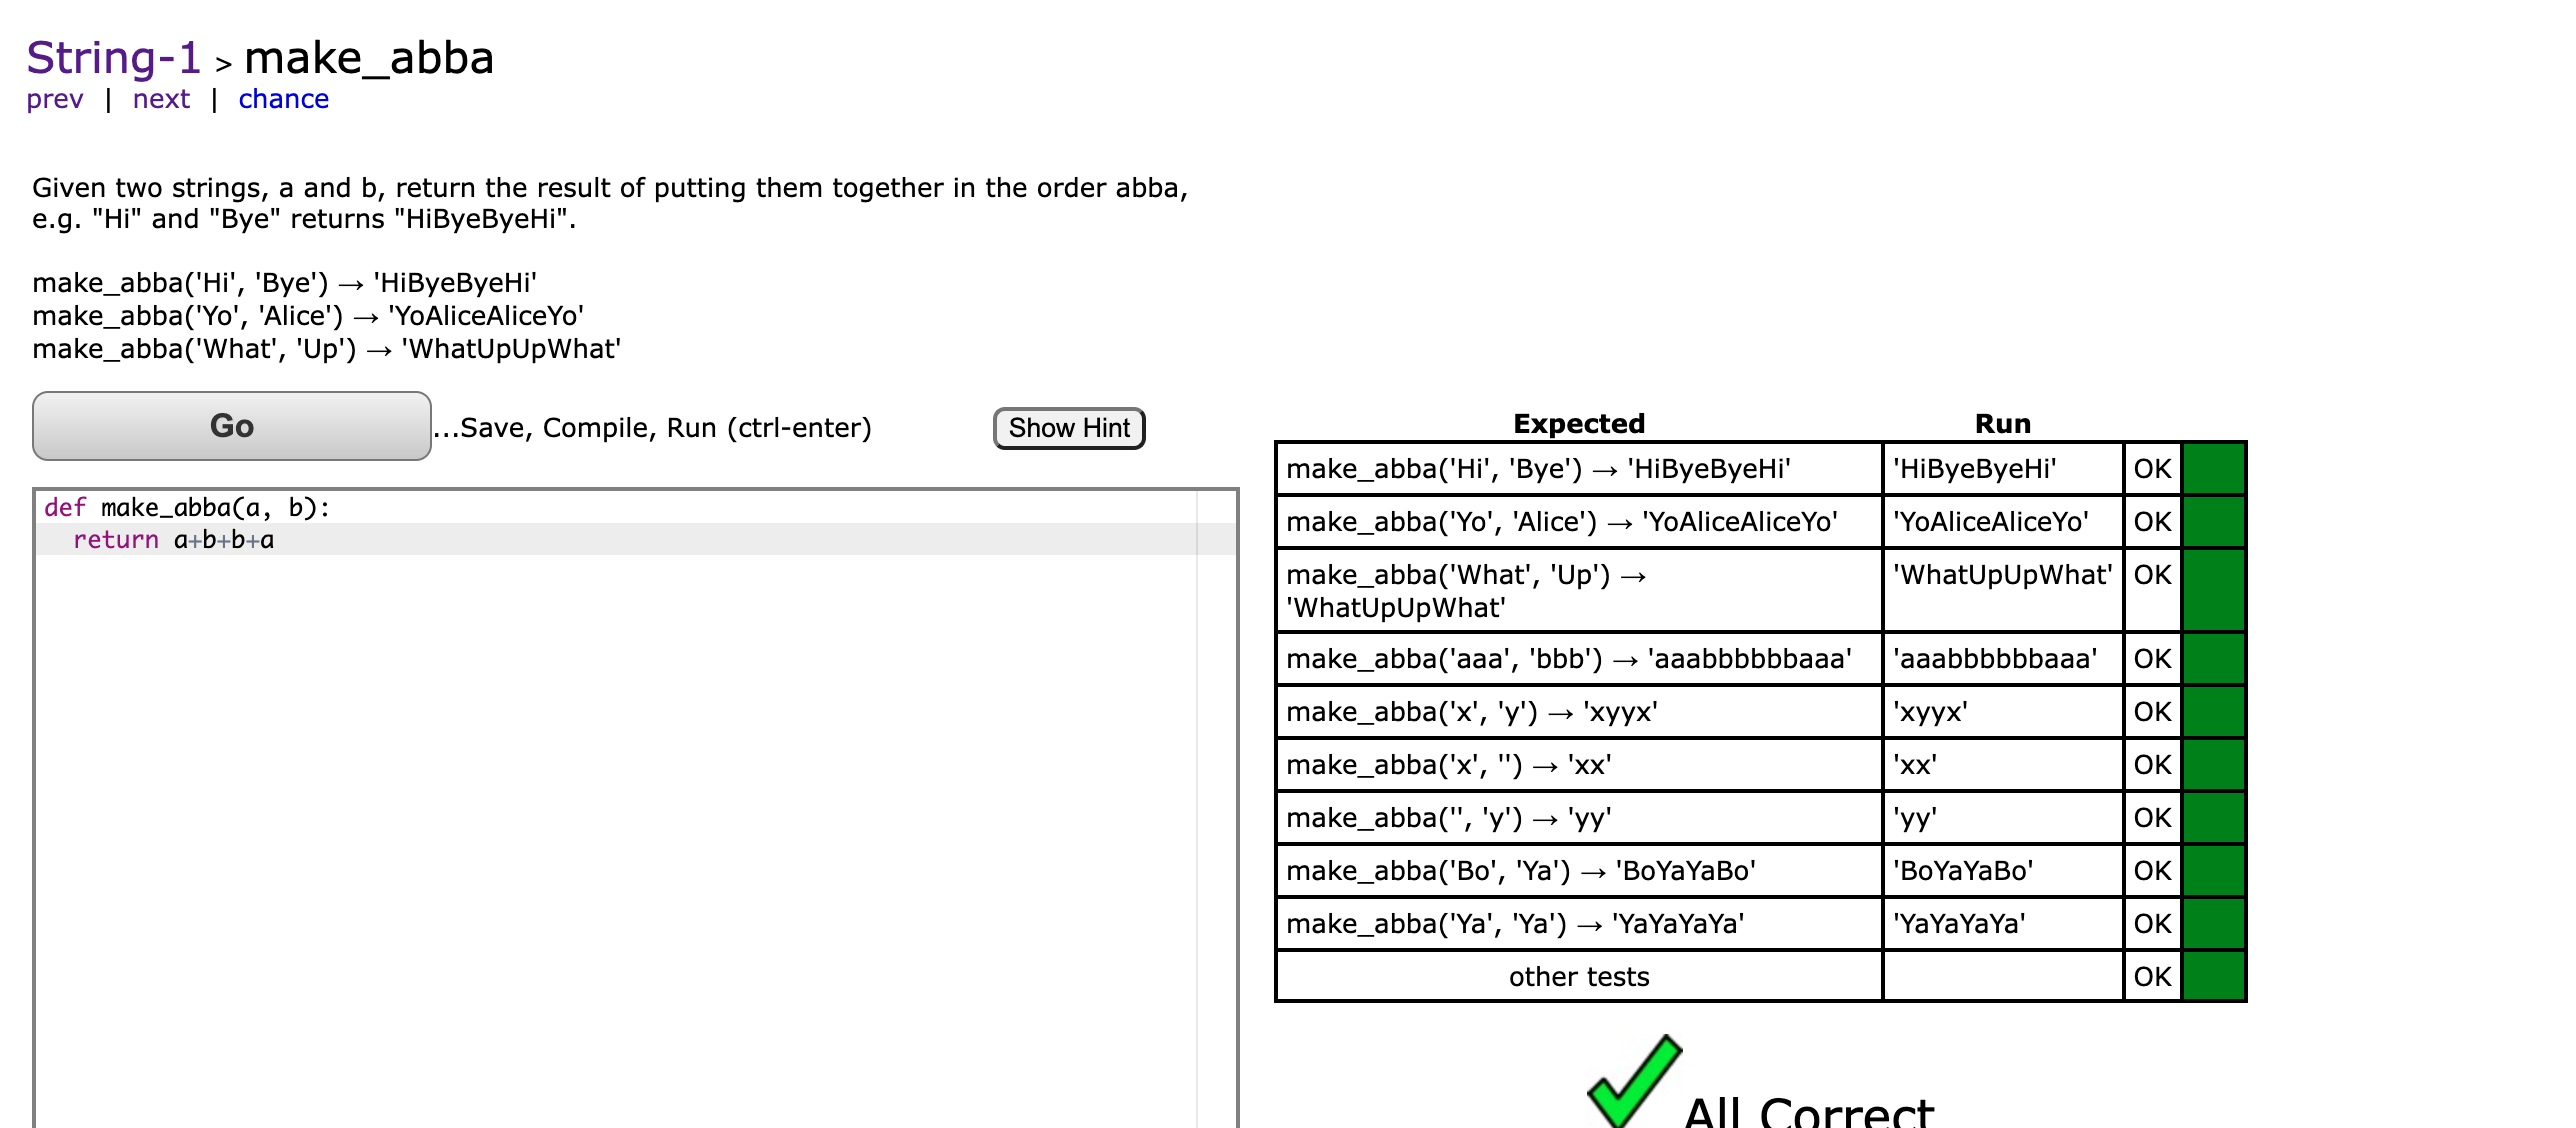 String-1 > make_abba
prev | next | chance
Given two strings, a and b, return the result of putting them together in the order abba,
e.g. "Hi" and "Bye" returns "HiByeByeHi".
make_abba('Hi', 'Bye') → 'HiByeByeHi'
make_abba('Yo', 'Alice') → 'YoAliceAliceYo'
make_abba('What', 'Up') → 'WhatUpUpWhat'
Go ...Save, Compile, Run (ctrl-enter) Show Hint
def make_abba(a, b):
  return a+b+b+a
Expected Run
make_abba('Hi', 'Bye') → 'HiByeByeHi' 'HiByeByeHi' OK
make_abba('Yo', 'Alice') → 'YoAliceAliceYo' 'YoAliceAliceYo' OK
make_abba('What', 'Up') → 'WhatUpUpWhat' OK
'WhatUpUpWhat'
make_abba('aaa', 'bbb') → 'aaabbbbbbaaa' 'aaabbbbbbaaa' OK
make_abba('x', 'y') → 'xyyx' 'xyyx' OK
make_abba('x', '') → 'xx' 'xx' OK
make_abba('', 'y') → 'yy' 'yy' OK
make_abba('Bo', 'Ya') → 'BoYaYaBo' 'BoYaYaBo' OK
make_abba('Ya', 'Ya') → 'YaYaYaYa' 'YaYaYaYa' OK
other tests OK
All Correct